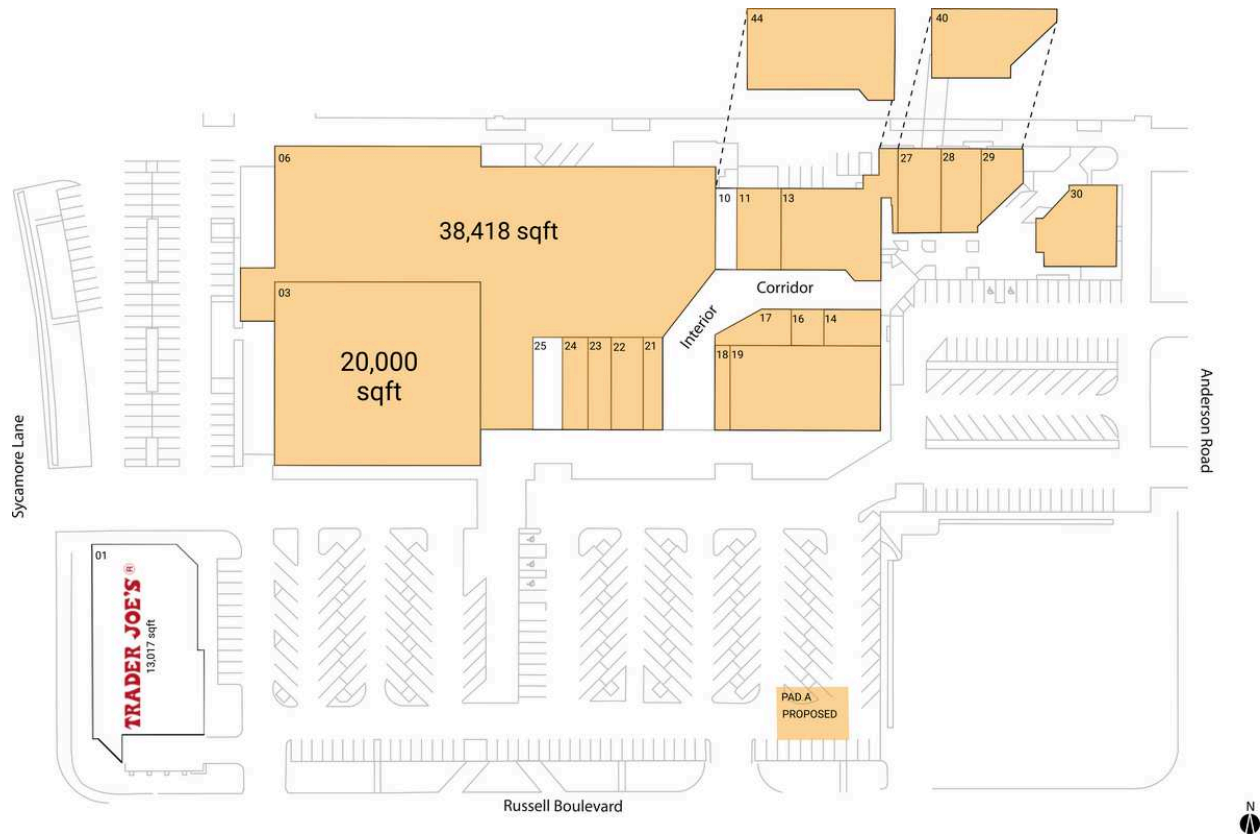 44
40
06
27
28
29
10
11
13
30
38,418 sqft
03
Corridor
Interior
17
16
14
25
24
23
22
21
18
19
20,000
sqft
Sycamore Lane
Anderson Road
01
TRADER JOE'S®
13,017 sqft
PAD A
PROPOSED
Russell Boulevard
N